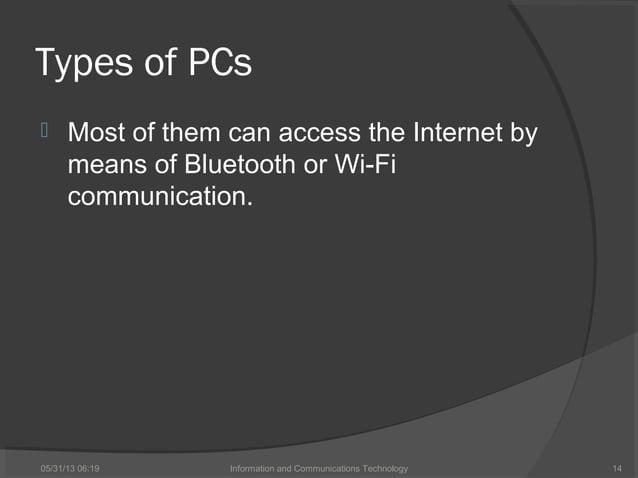 Types of PCs
Most of them can access the Internet by
means of Bluetooth or Wi-Fi
communication.
05/31/13 06:19 Information and Communications Technology 14